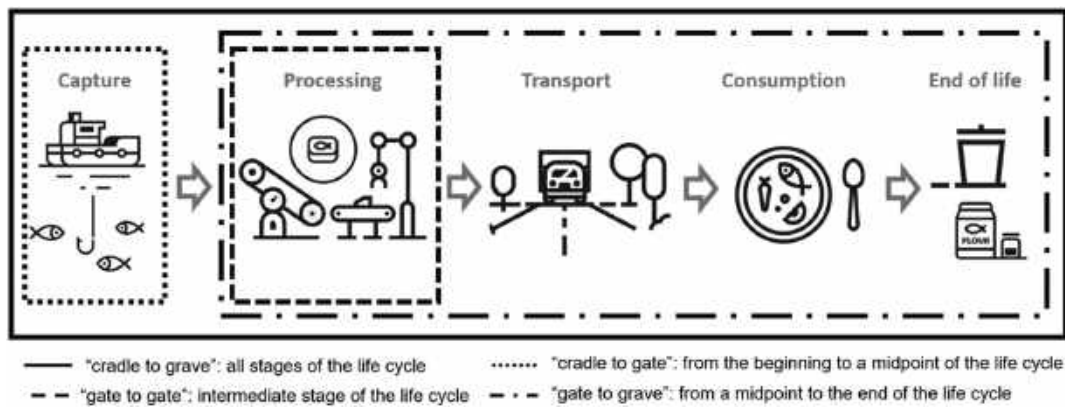 Capture
Processing
Transport
Consumption
End of life
FLOUR
"cradle to grave": all stages of the life cycle
"cradle to gate": from the beginning to a midpoint of the life cycle
"gate to gate": intermediate stage of the life cycle
"gate to grave": from a midpoint to the end of the life cycle